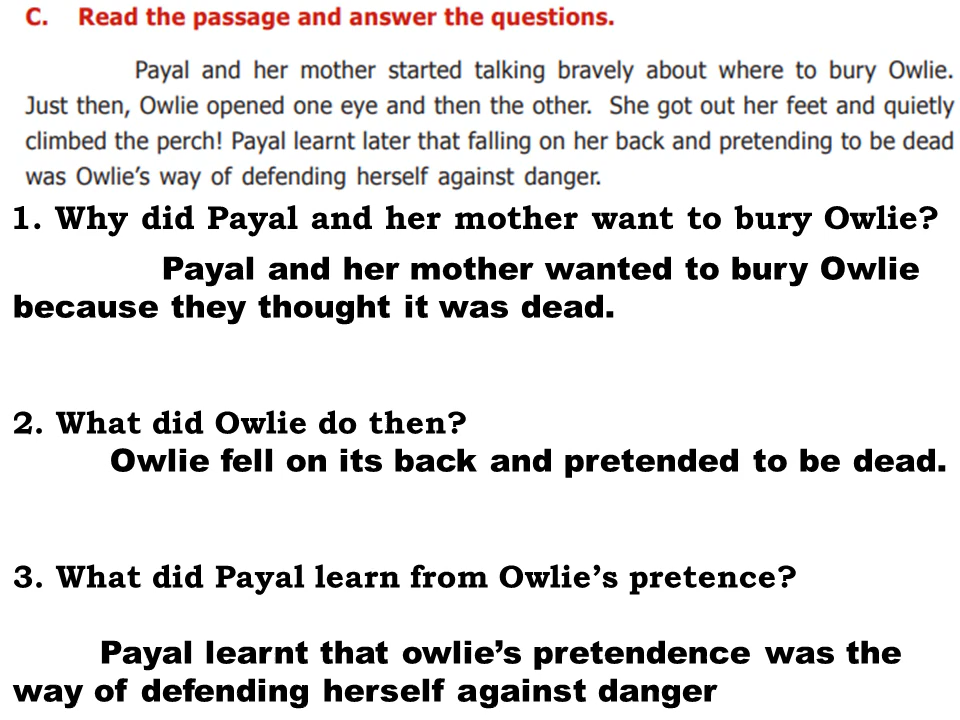 C. Read the passage and answer the questions.
Payal and her mother started talking bravely about where to bury Owlie.
Just then, Owlie opened one eye and then the other. She got out her feet and quietly
climbed the perch! Payal learnt later that falling on her back and pretending to be dead
was Owlie's way of defending herself against danger.
1. Why did Payal and her mother want to bury Owlie?
Payal and her mother wanted to bury Owlie
because they thought it was dead.
2. What did Owlie do then?
Owlie fell on its back and pretended to be dead.
3. What did Payal learn from Owlie's pretence?
Payal learnt that owlie's pretendence was the
way of defending herself against danger